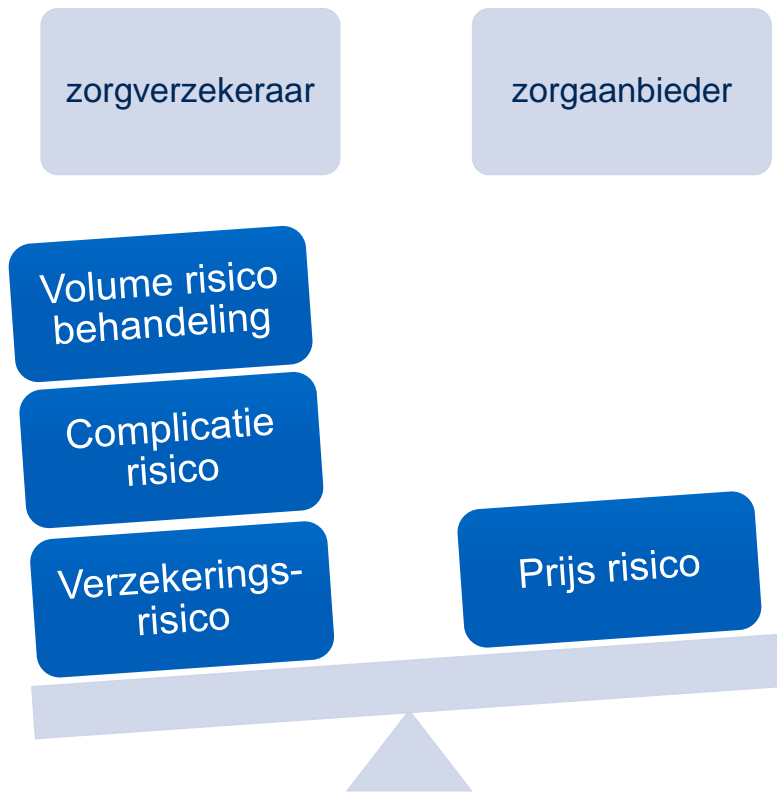 zorgverzekeraar
zorgaanbieder
Volume risico
behandeling
Complicatie
risico
Verzekerings-
risico
Prijs risico